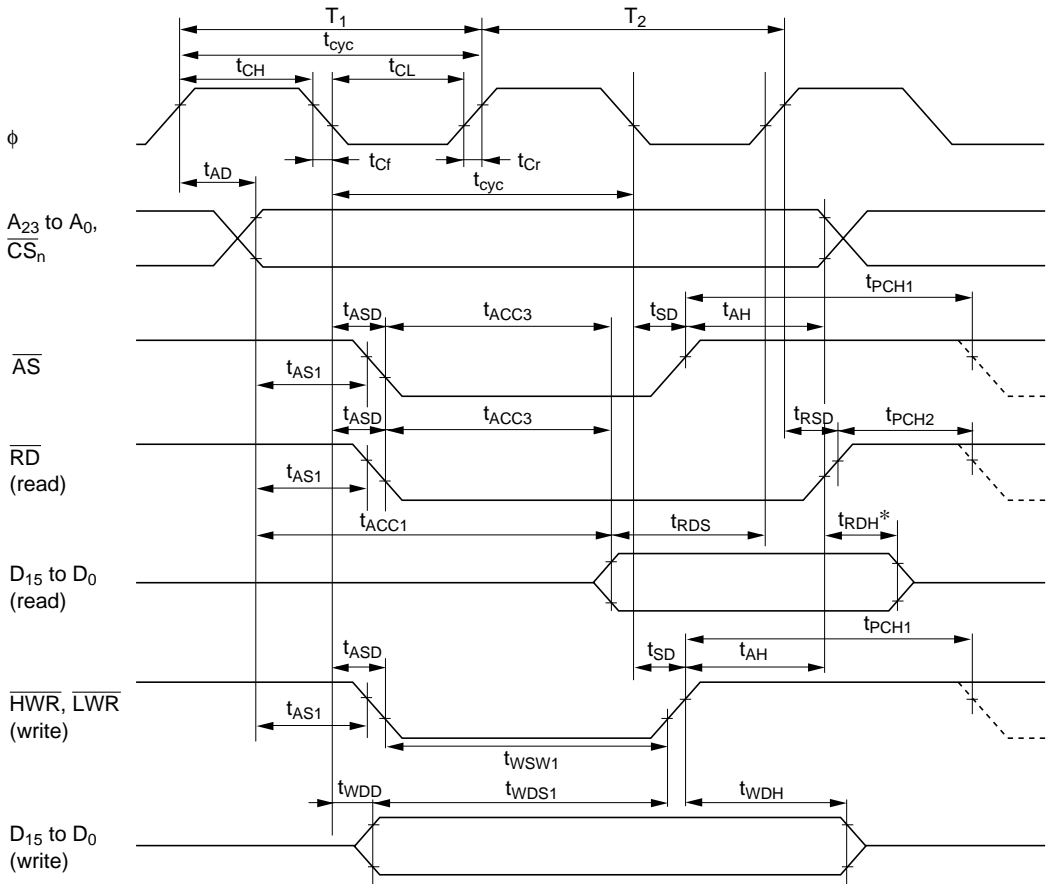 T1 T2
tcyc
tCH tCL
φ
tCf tCr
tAD tcyc
A23 to A0,
CSn
tPCH1
tASD tACC3 tSD tAH
AS
tAS1
tASD tACC3 tRSD tPCH2
RD
(read)
tAS1
tACC1 tRDS tRDH*
D15 to D0
(read)
tPCH1
tASD tSD tAH
HWR, LWR
(write)
tAS1
tWSW1
tWDD tWDS1 tWDH
D15 to D0
(write)